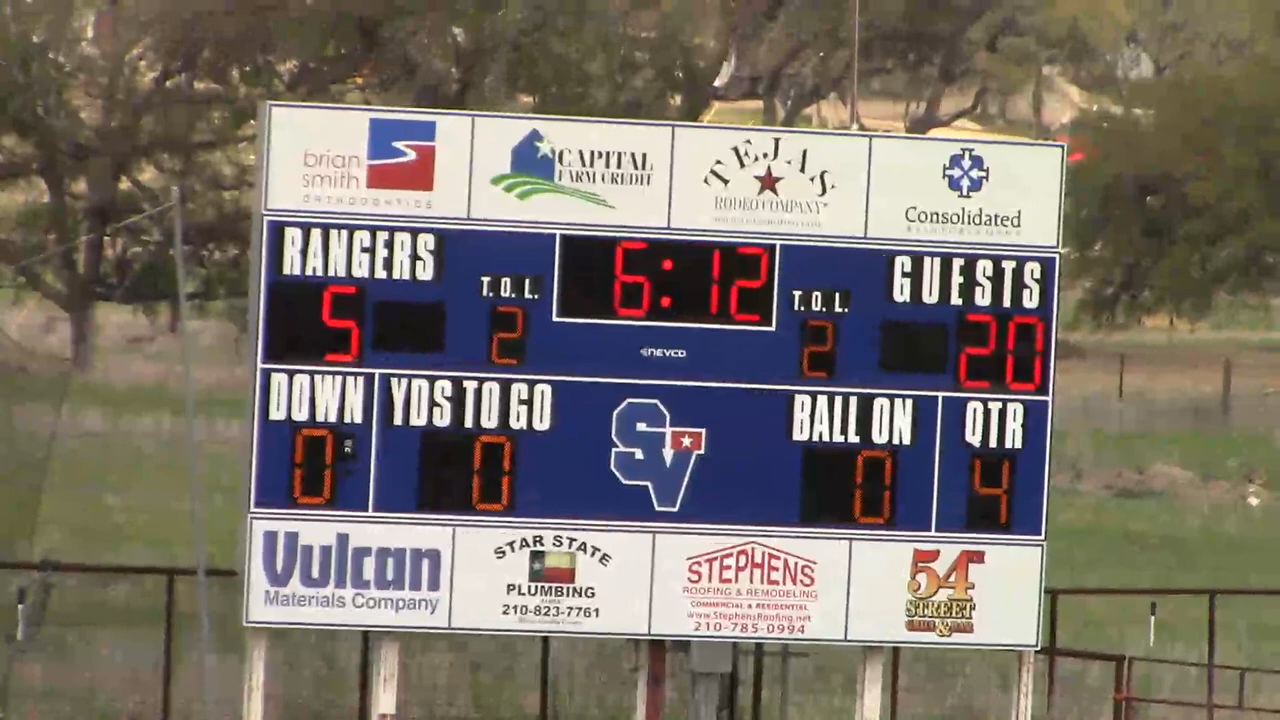 brian
smith
ORTHODONTICS
CAPITAL
FARM CREDIT
TEJAS
RODEO COMPANY
Consolidated
RANGERS
T.O.L.
6:12
T.O.L.
GUESTS
5
2
NEVCO
2
20
DOWN
YDS TO GO
BALL ON
QTR
0
0
SV
0
4
Vulcan
Materials Company
STAR STATE
PLUMBING
210-823-7761
STEPHENS
ROOFING & REMODELING
COMMERCIAL & RESIDENTIAL
www.StephensRoofing.net
210-785-0994
54th
STREET
GRILL & BAR